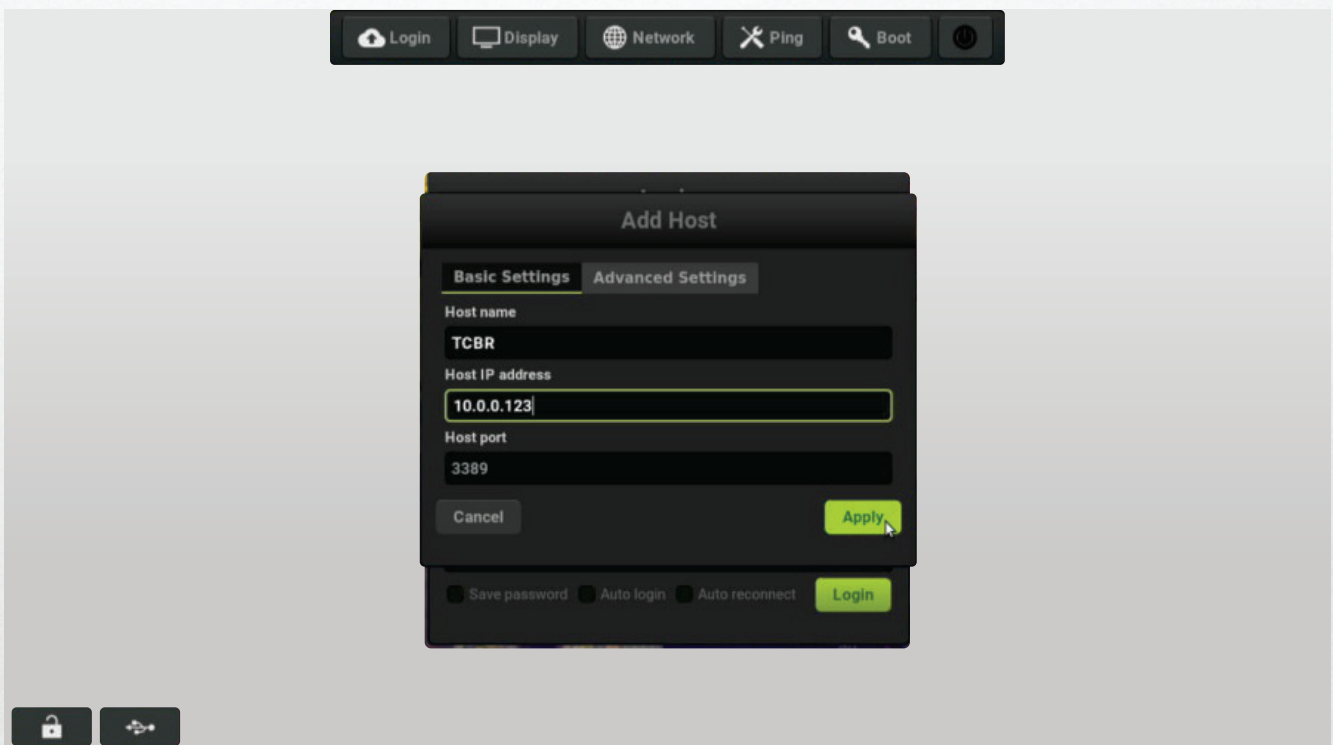 Login Display Network Ping Boot
Add Host
Basic Settings Advanced Settings
Host name
TCBR
Host IP address
10.0.0.123
Host port
3389
Cancel Apply
Save password Auto login Auto reconnect Login